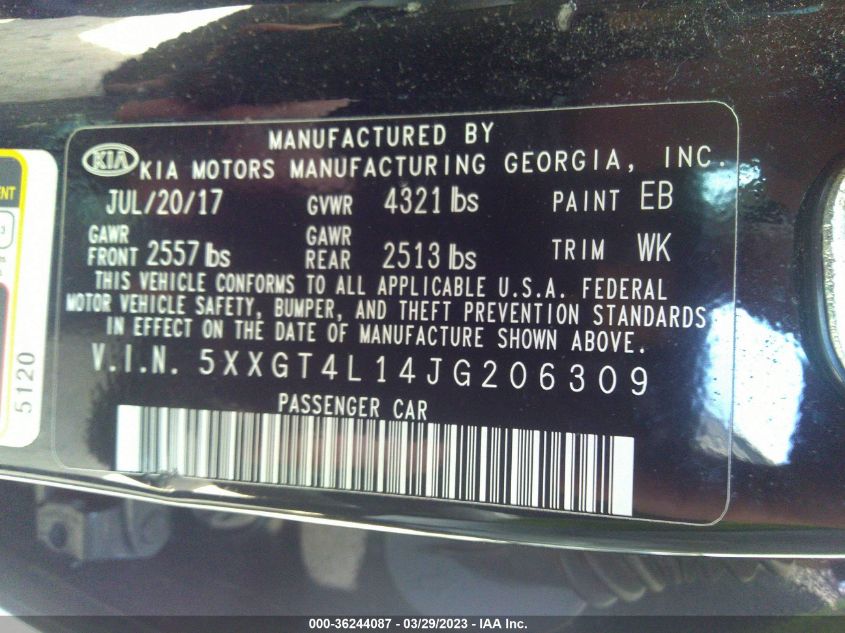 MANUFACTURED BY
KIA KIA MOTORS MANUFACTURING GEORGIA, INC.
JUL/20/17 GVWR 4321 lbs PAINT EB
GAWR FRONT 2557 lbs GAWR REAR 2513 lbs TRIM WK
THIS VEHICLE CONFORMS TO ALL APPLICABLE U.S.A. FEDERAL
MOTOR VEHICLE SAFETY, BUMPER, AND THEFT PREVENTION STANDARDS
IN EFFECT ON THE DATE OF MANUFACTURE SHOWN ABOVE.
V.I.N. 5XXGT4L14JG206309
PASSENGER CAR
5120
000-36244087 - 03/29/2023 - IAA Inc.